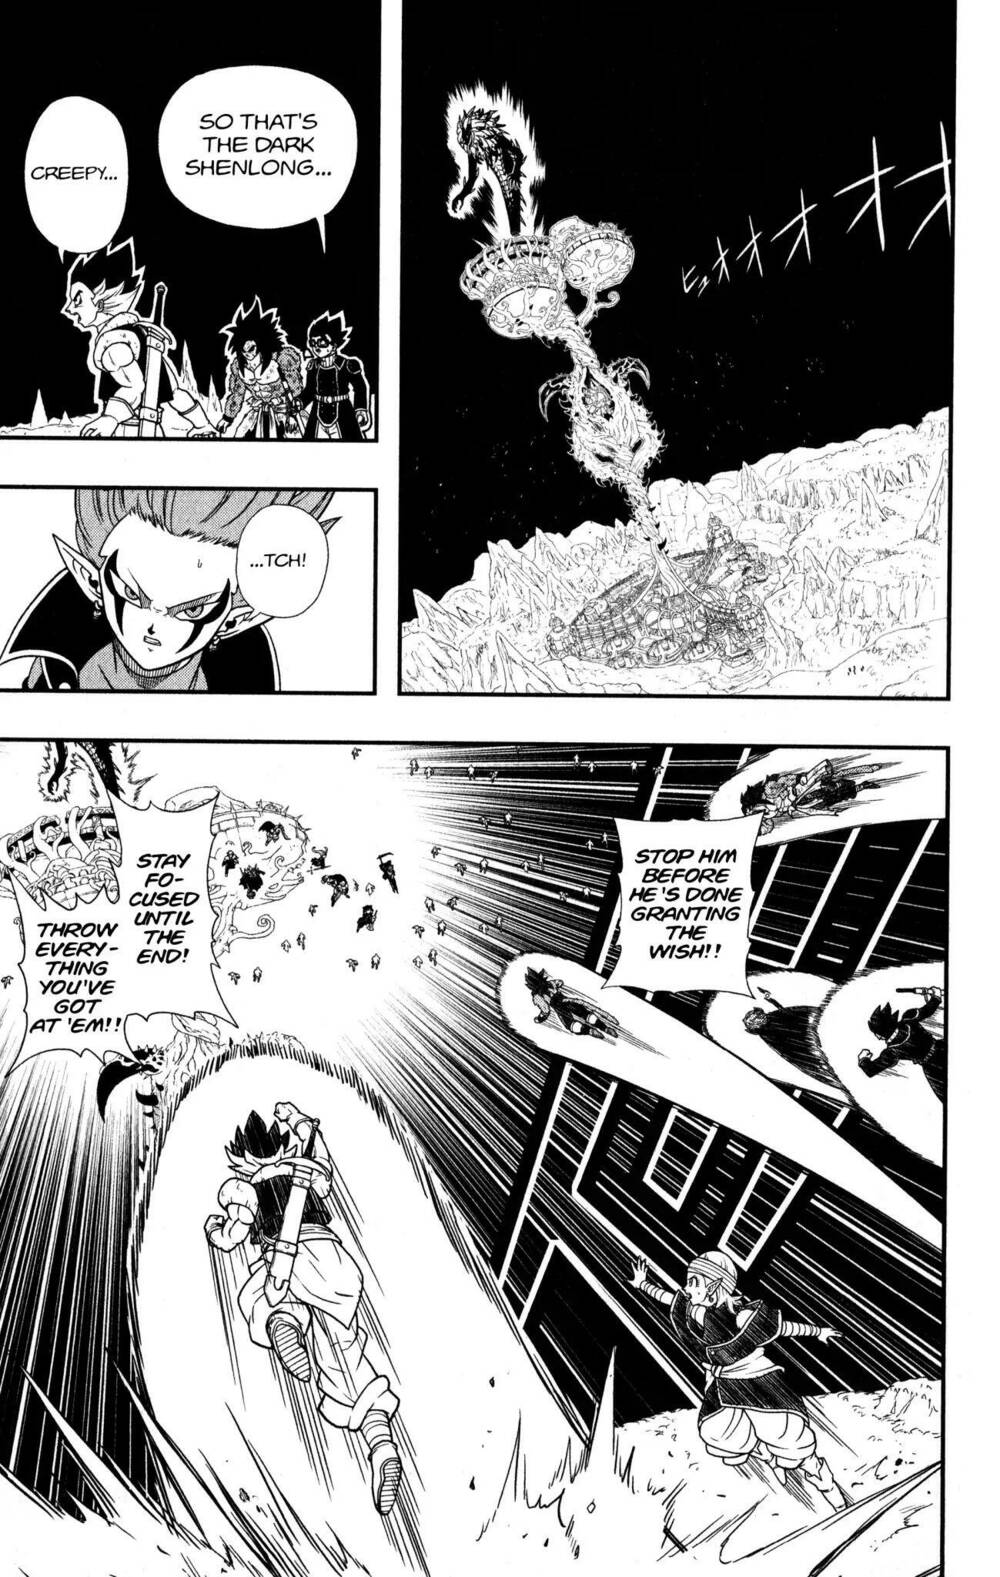 ヒュオオオオオ
SO THAT'S
THE DARK
SHENLONG...
CREEPY...
...TCH!
STOP HIM
BEFORE
HE'S DONE
GRANTING
THE
WISH!!
STAY
FO-
CUSED
UNTIL
THE
END!
THROW
EVERY-
THING
YOU'VE
GOT
AT 'EM!!